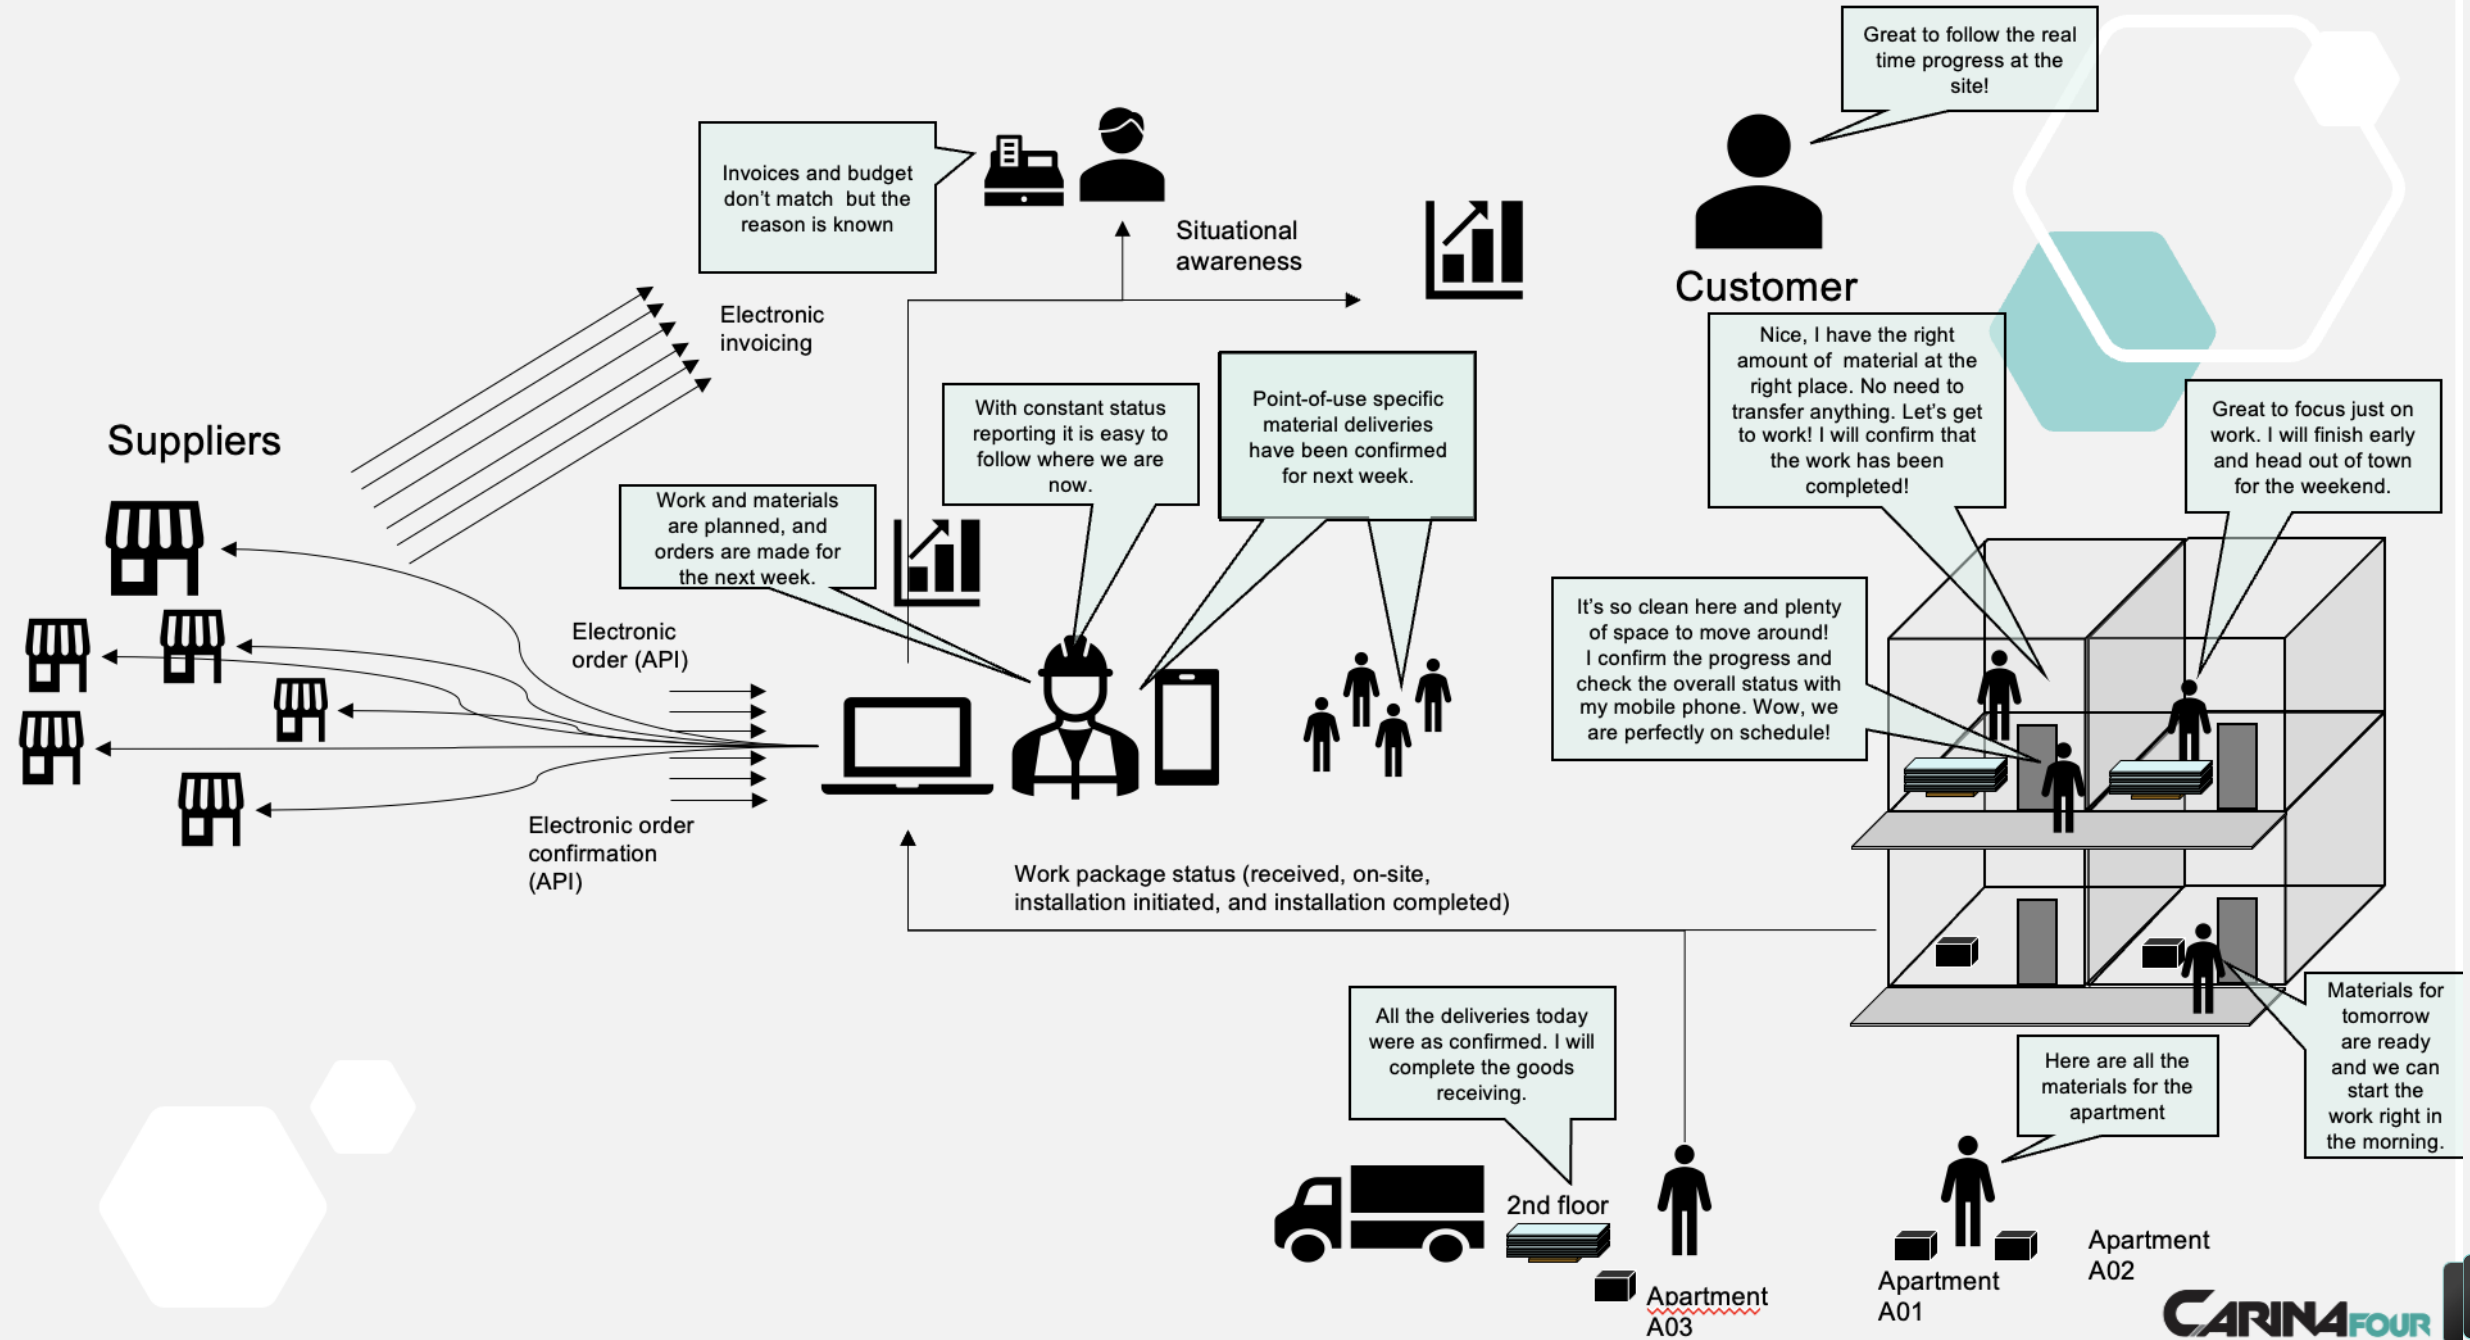 Great to follow the real
time progress at the
site!
Invoices and budget
don't match  but the
reason is known
Situational
awareness
Customer
Electronic
invoicing
Nice, I have the right
amount of  material at the
right place. No need to
transfer anything. Let's get
to work! I will confirm that
the work has been
completed!
Great to focus just on
work. I will finish early
and head out of town
for the weekend.
Suppliers
With constant status
reporting it is easy to
follow where we are
now.
Point-of-use specific
material deliveries
have been confirmed
for next week.
Work and materials
are planned, and
orders are made for
the next week.
It's so clean here and plenty
of space to move around!
I confirm the progress and
check the overall status with
my mobile phone. Wow, we
are perfectly on schedule!
Electronic
order (API)
Electronic order
confirmation
(API)
Work package status (received, on-site,
installation initiated, and installation completed)
All the deliveries today
were as confirmed. I will
complete the goods
receiving.
Here are all the
materials for the
apartment
Materials for
tomorrow
are ready
and we can
start the
work right in
the morning.
2nd floor
Apartment
A03
Apartment
A01
Apartment
A02
CARINAFOUR